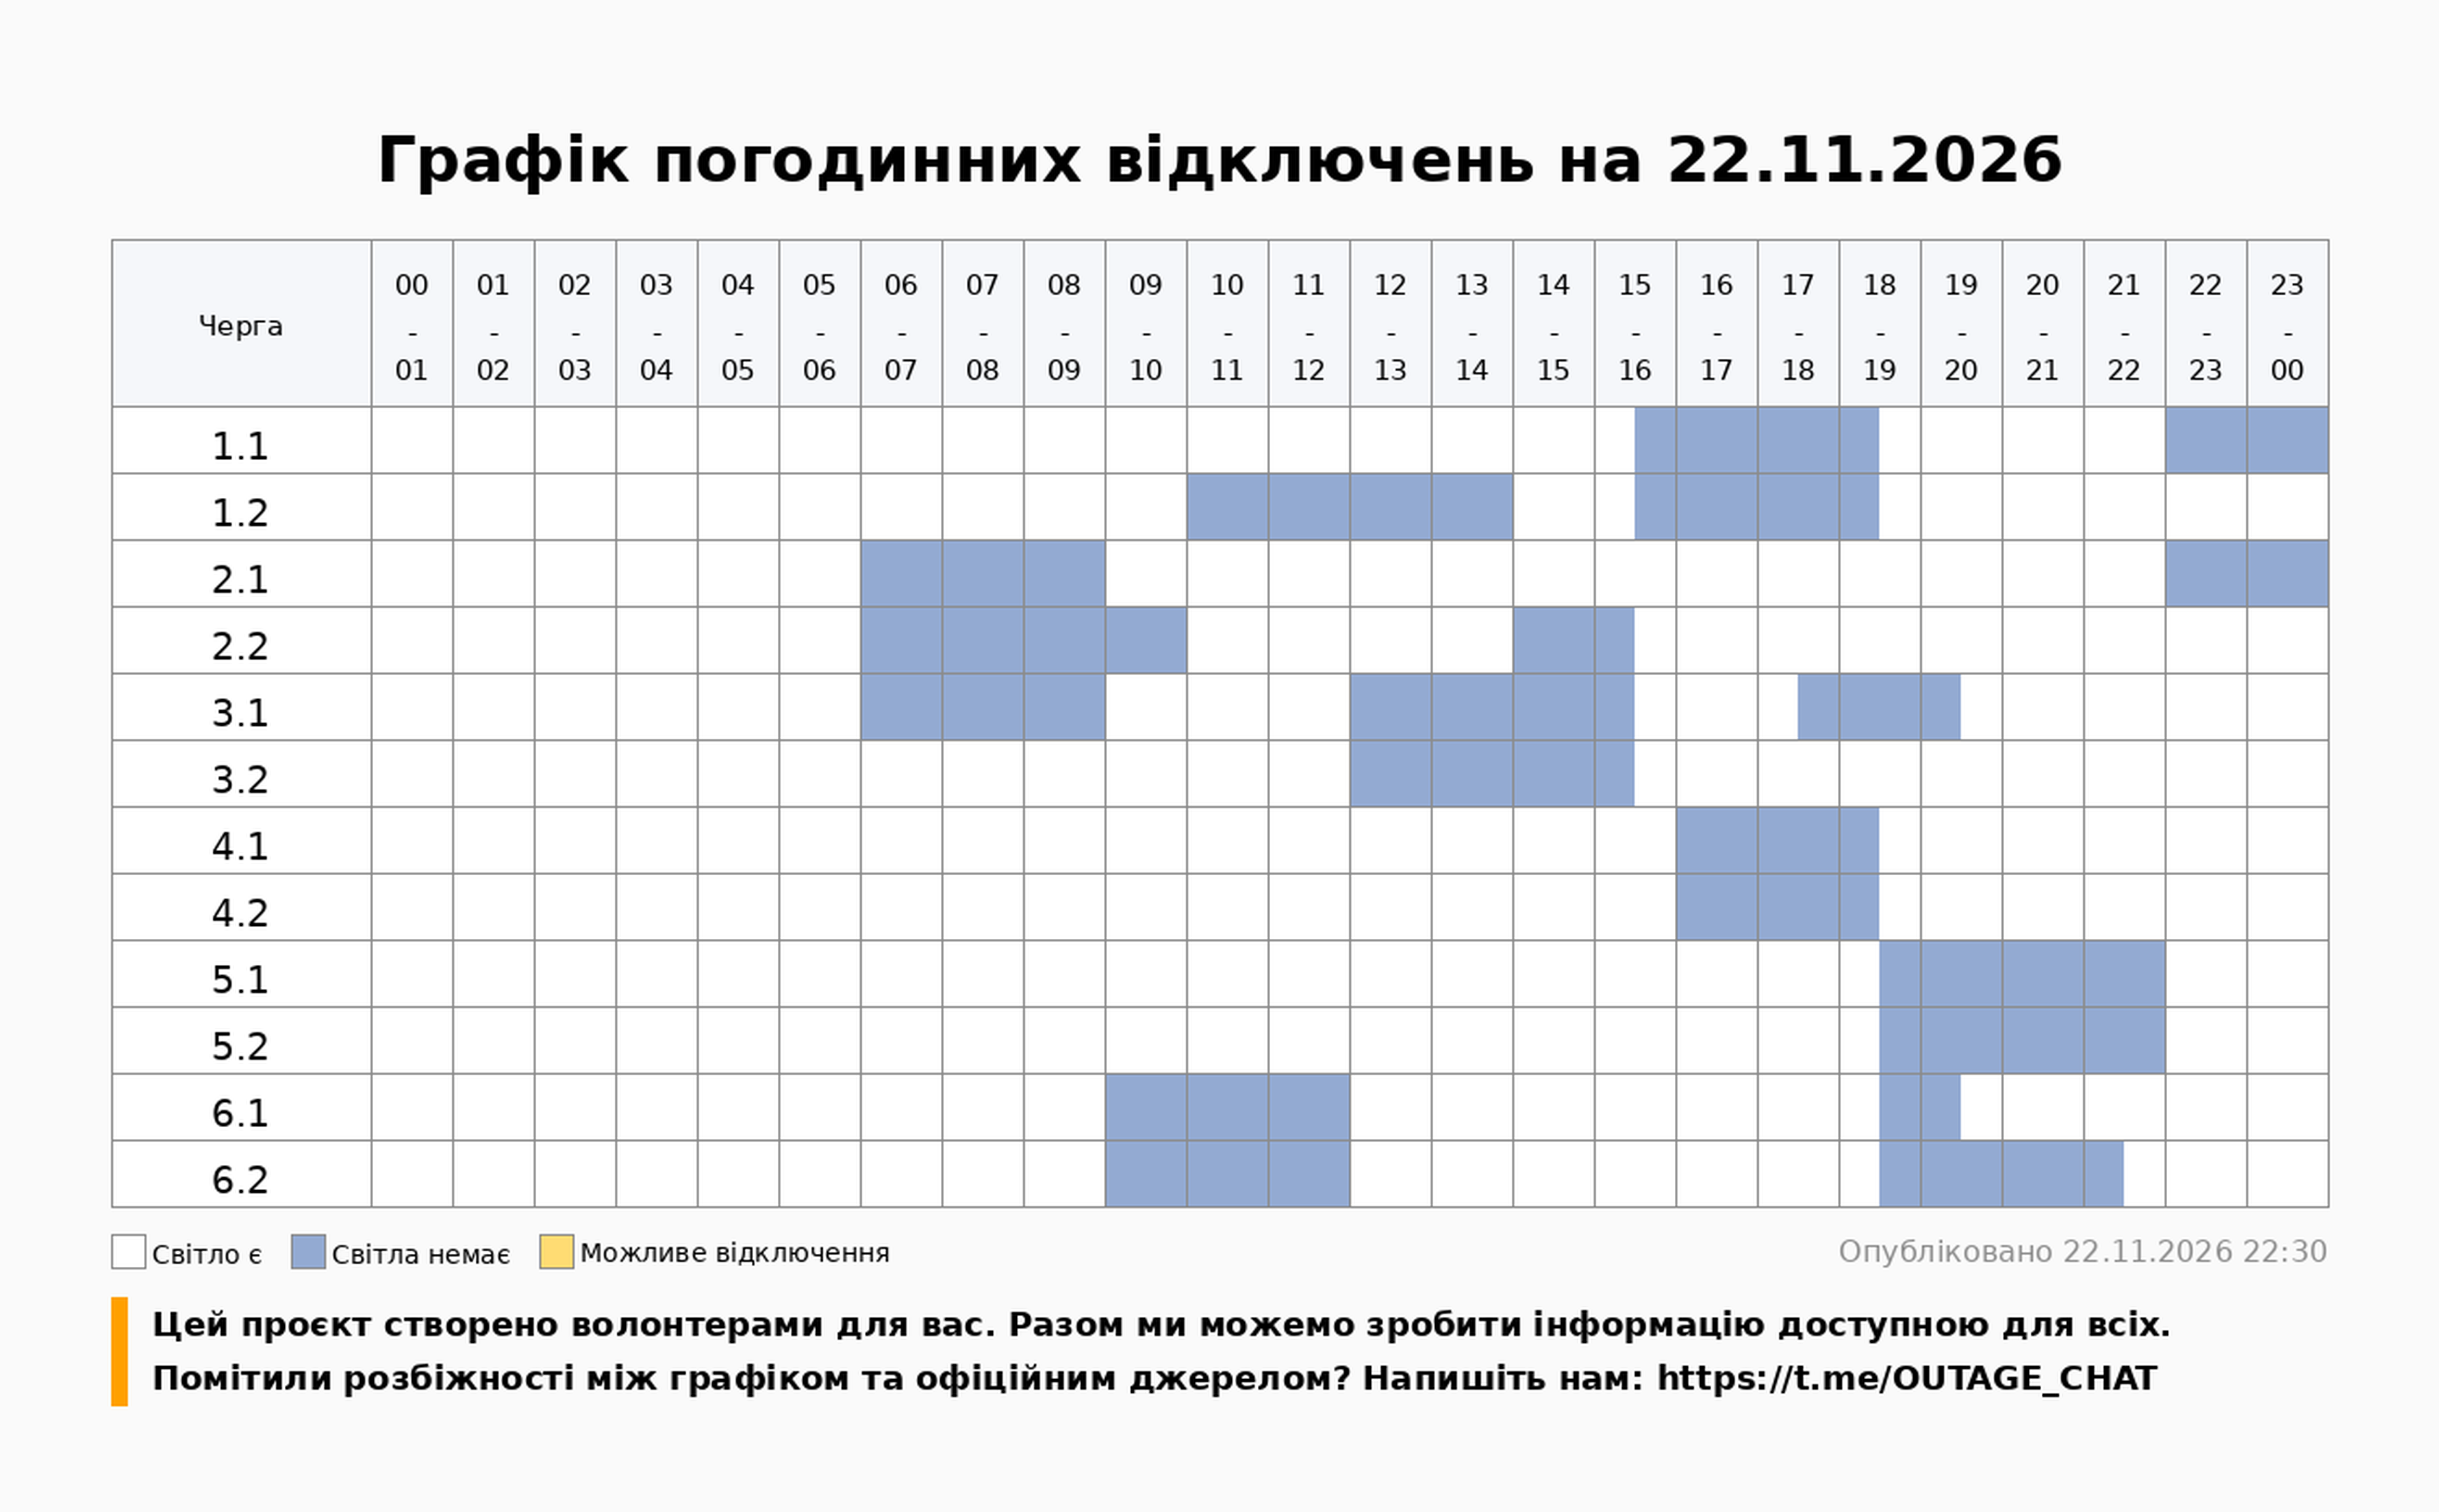 Графік погодинних відключень на 22.11.2026
Черга
00 - 01
01 - 02
02 - 03
03 - 04
04 - 05
05 - 06
06 - 07
07 - 08
08 - 09
09 - 10
10 - 11
11 - 12
12 - 13
13 - 14
14 - 15
15 - 16
16 - 17
17 - 18
18 - 19
19 - 20
20 - 21
21 - 22
22 - 23
23 - 00
1.1
1.2
2.1
2.2
3.1
3.2
4.1
4.2
5.1
5.2
6.1
6.2
Світло є
Світла немає
Можливе відключення
Опубліковано 22.11.2026 22:30
Цей проєкт створено волонтерами для вас. Разом ми можемо зробити інформацію доступною для всіх.
Помітили розбіжності між графіком та офіційним джерелом? Напишіть нам: https://t.me/OUTAGE_CHAT